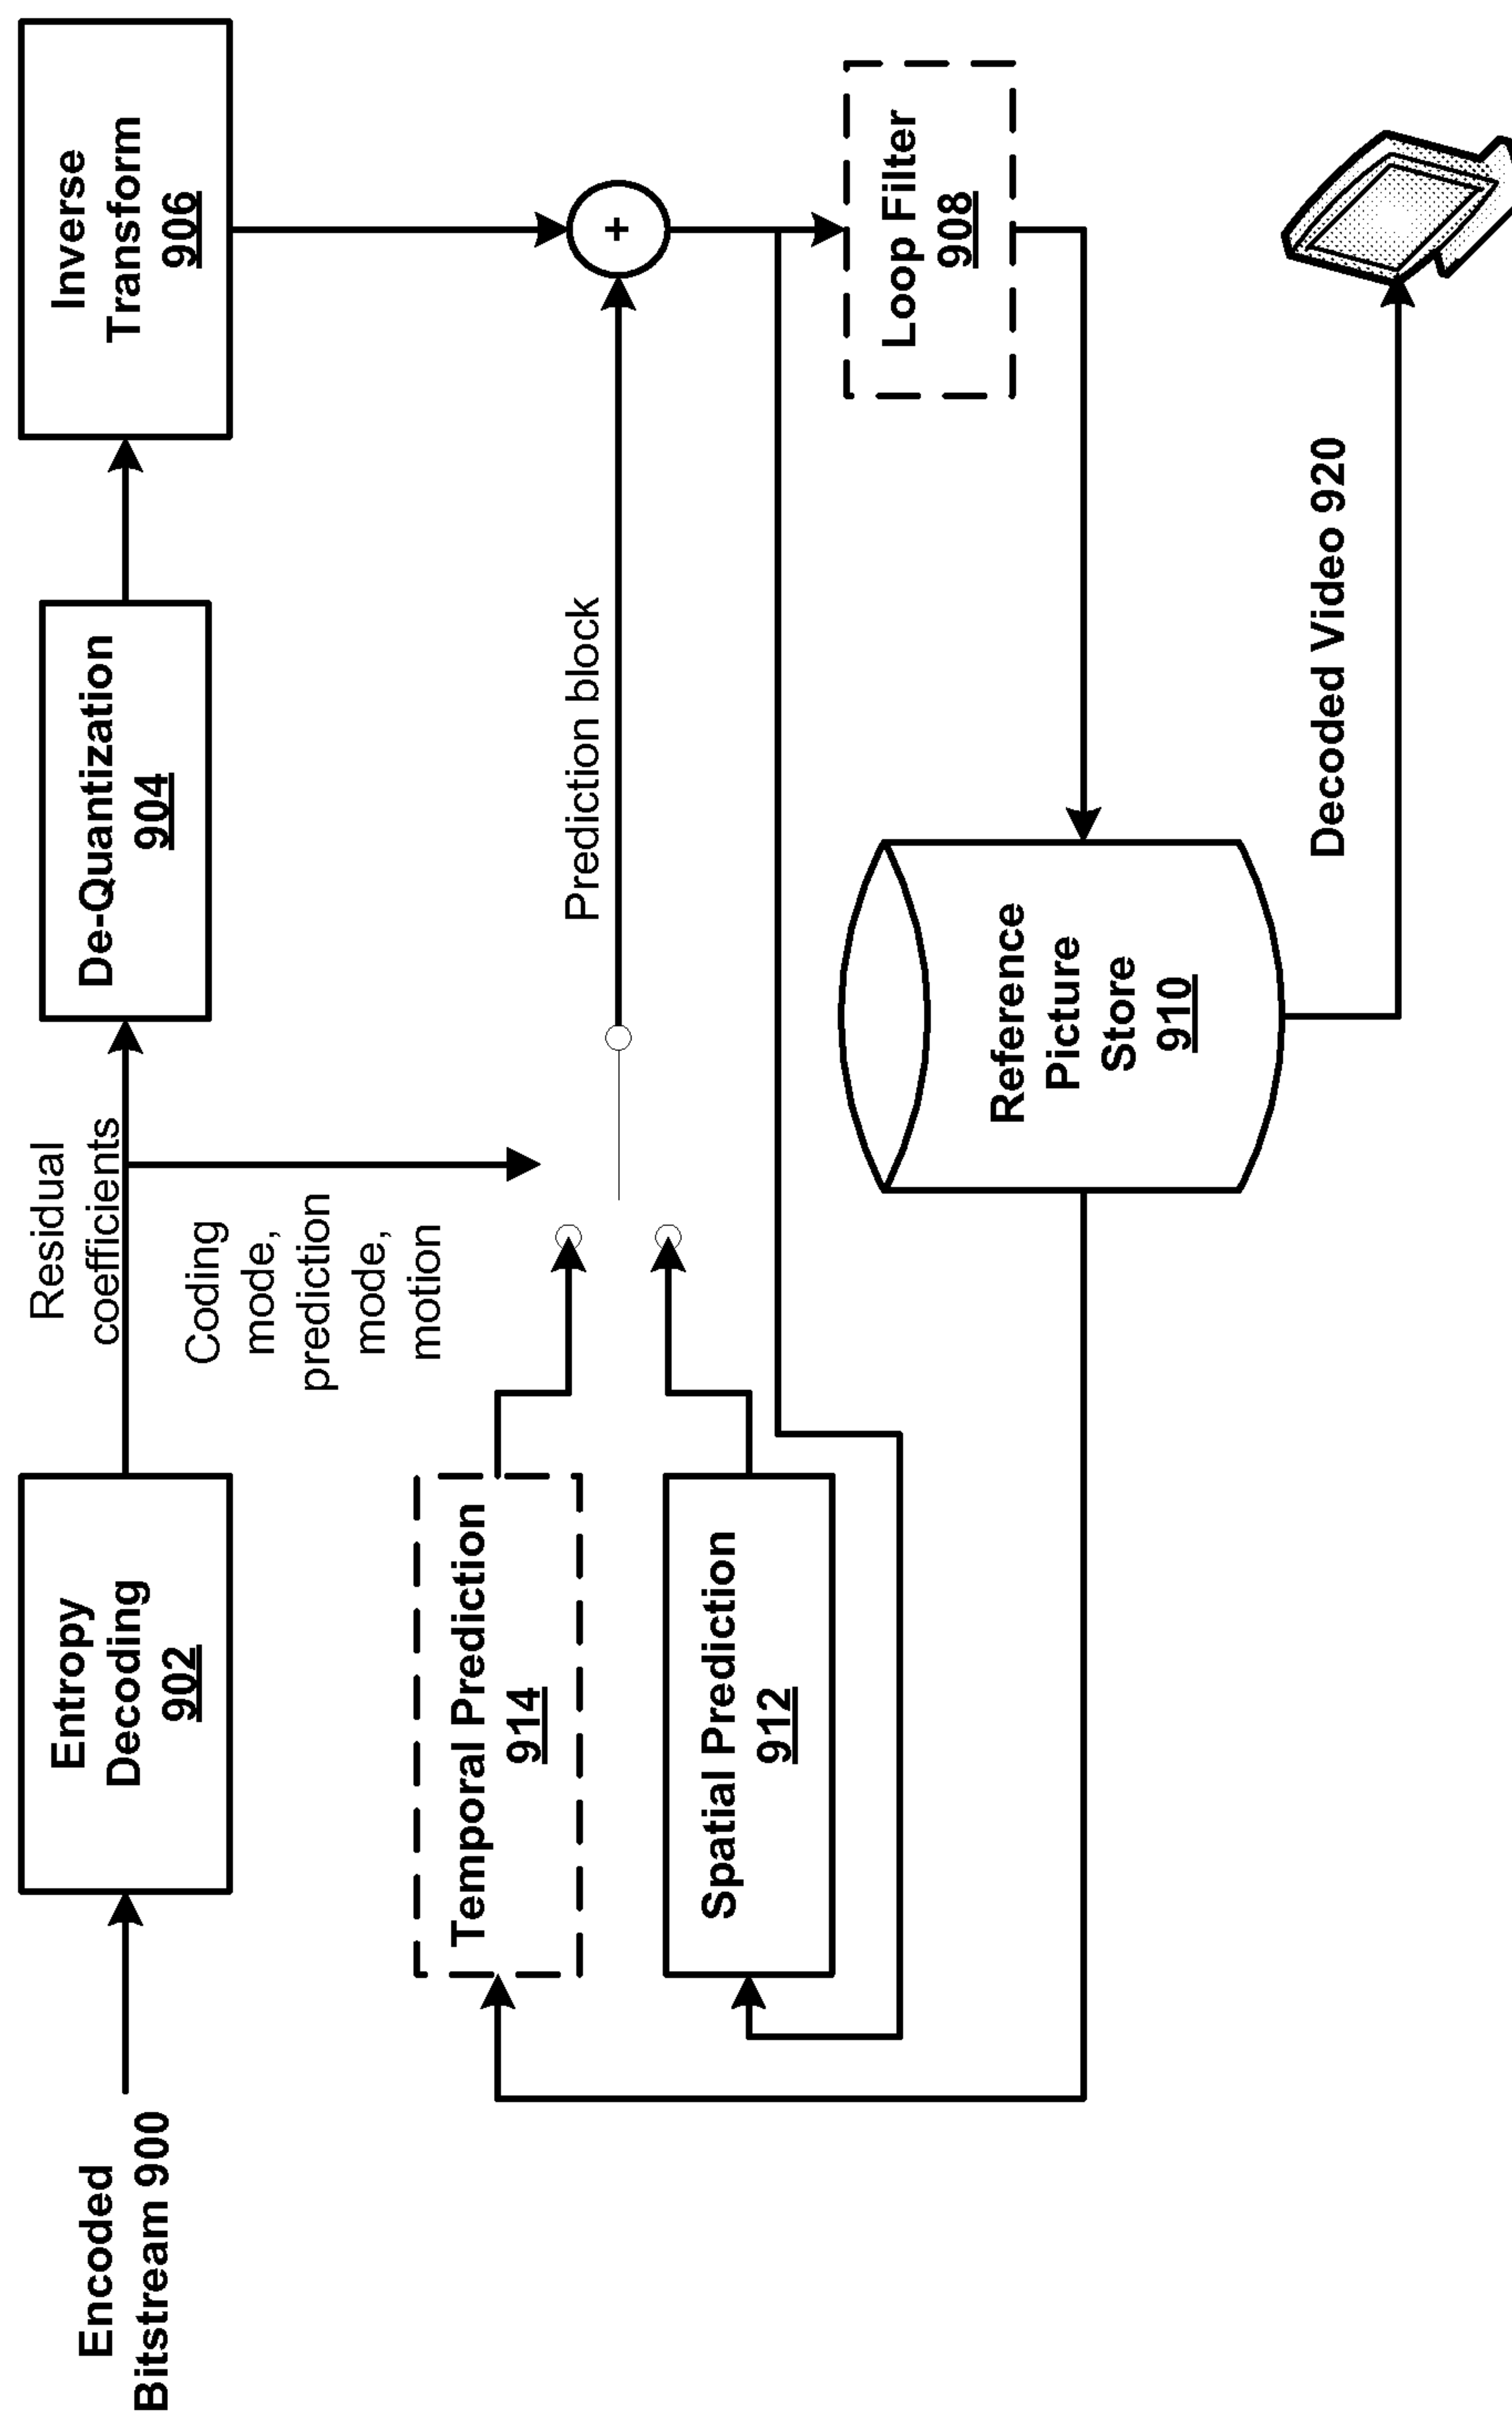 Encoded
Bitstream 900
Entropy
Decoding
902
Residual
coefficients
De-Quantization
904
Inverse
Transform
906
Coding
mode,
prediction
mode,
motion
Temporal Prediction
914
Spatial Prediction
912
Prediction block
+
Loop Filter
908
Reference
Picture
Store
910
Decoded Video 920